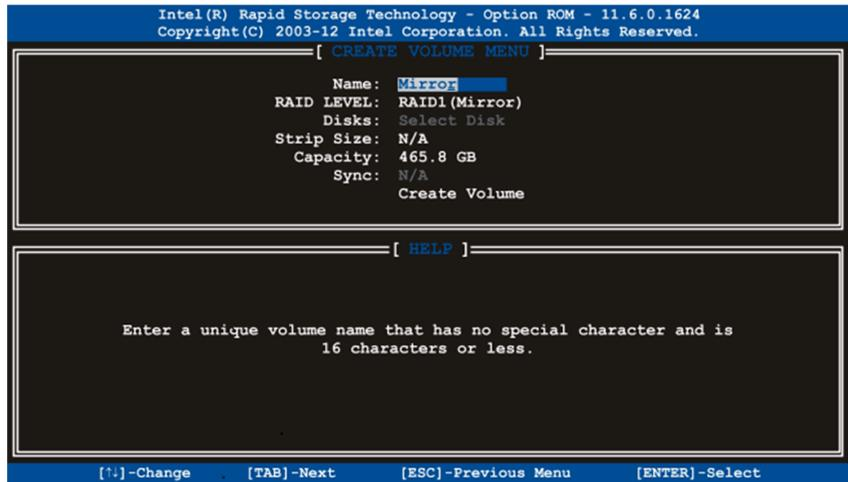 Intel(R) Rapid Storage Technology - Option ROM - 11.6.0.1624
Copyright(C) 2003-12 Intel Corporation. All Rights Reserved.
[ CREATE VOLUME MENU ]
Name: Mirror
RAID LEVEL: RAID1(Mirror)
Disks: Select Disk
Strip Size: N/A
Capacity: 465.8 GB
Sync: N/A
Create Volume
[ HELP ]
Enter a unique volume name that has no special character and is
16 characters or less.
[↑↓]-Change [TAB]-Next [ESC]-Previous Menu [ENTER]-Select